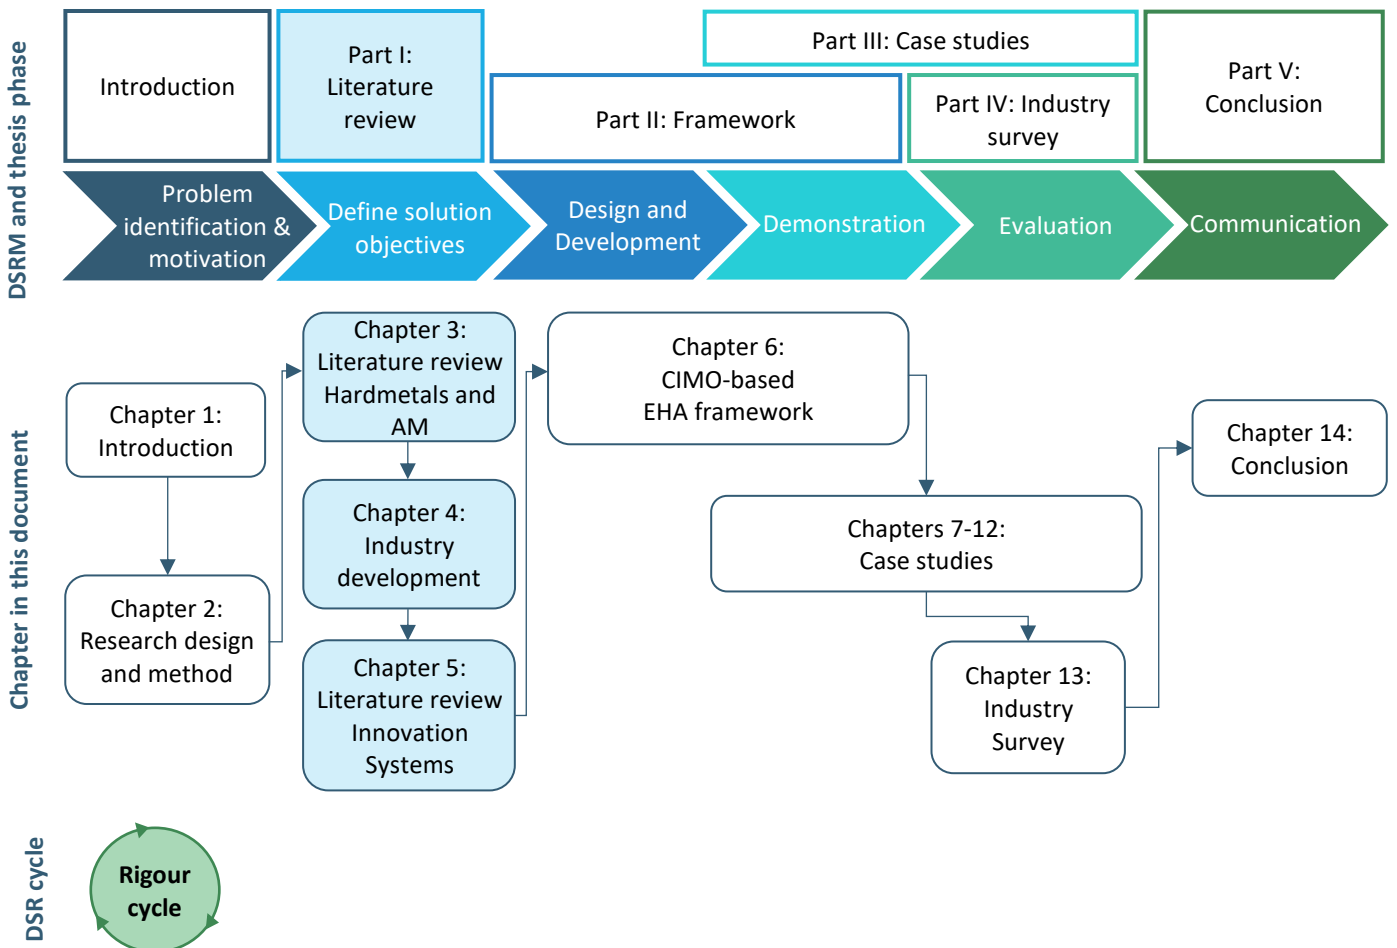 DSRM and thesis phase
Introduction
Part I:
Literature
review
Part II: Framework
Part III: Case studies
Part IV: Industry
survey
Part V:
Conclusion
Problem
identification &
motivation
Define solution
objectives
Design and
Development
Demonstration
Evaluation
Communication
Chapter in this document
Chapter 1:
Introduction
Chapter 2:
Research design
and method
Chapter 3:
Literature review
Hardmetals and
AM
Chapter 4:
Industry
development
Chapter 5:
Literature review
Innovation
Systems
Chapter 6:
CIMO-based
EHA framework
Chapters 7-12:
Case studies
Chapter 13:
Industry
Survey
Chapter 14:
Conclusion
DSR cycle
Rigour
cycle